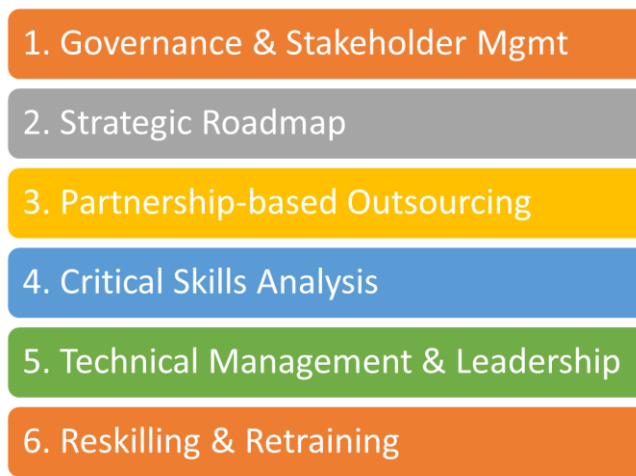 1. Governance & Stakeholder Mgmt
2. Strategic Roadmap
3. Partnership-based Outsourcing
4. Critical Skills Analysis
5. Technical Management & Leadership
6. Reskilling & Retraining